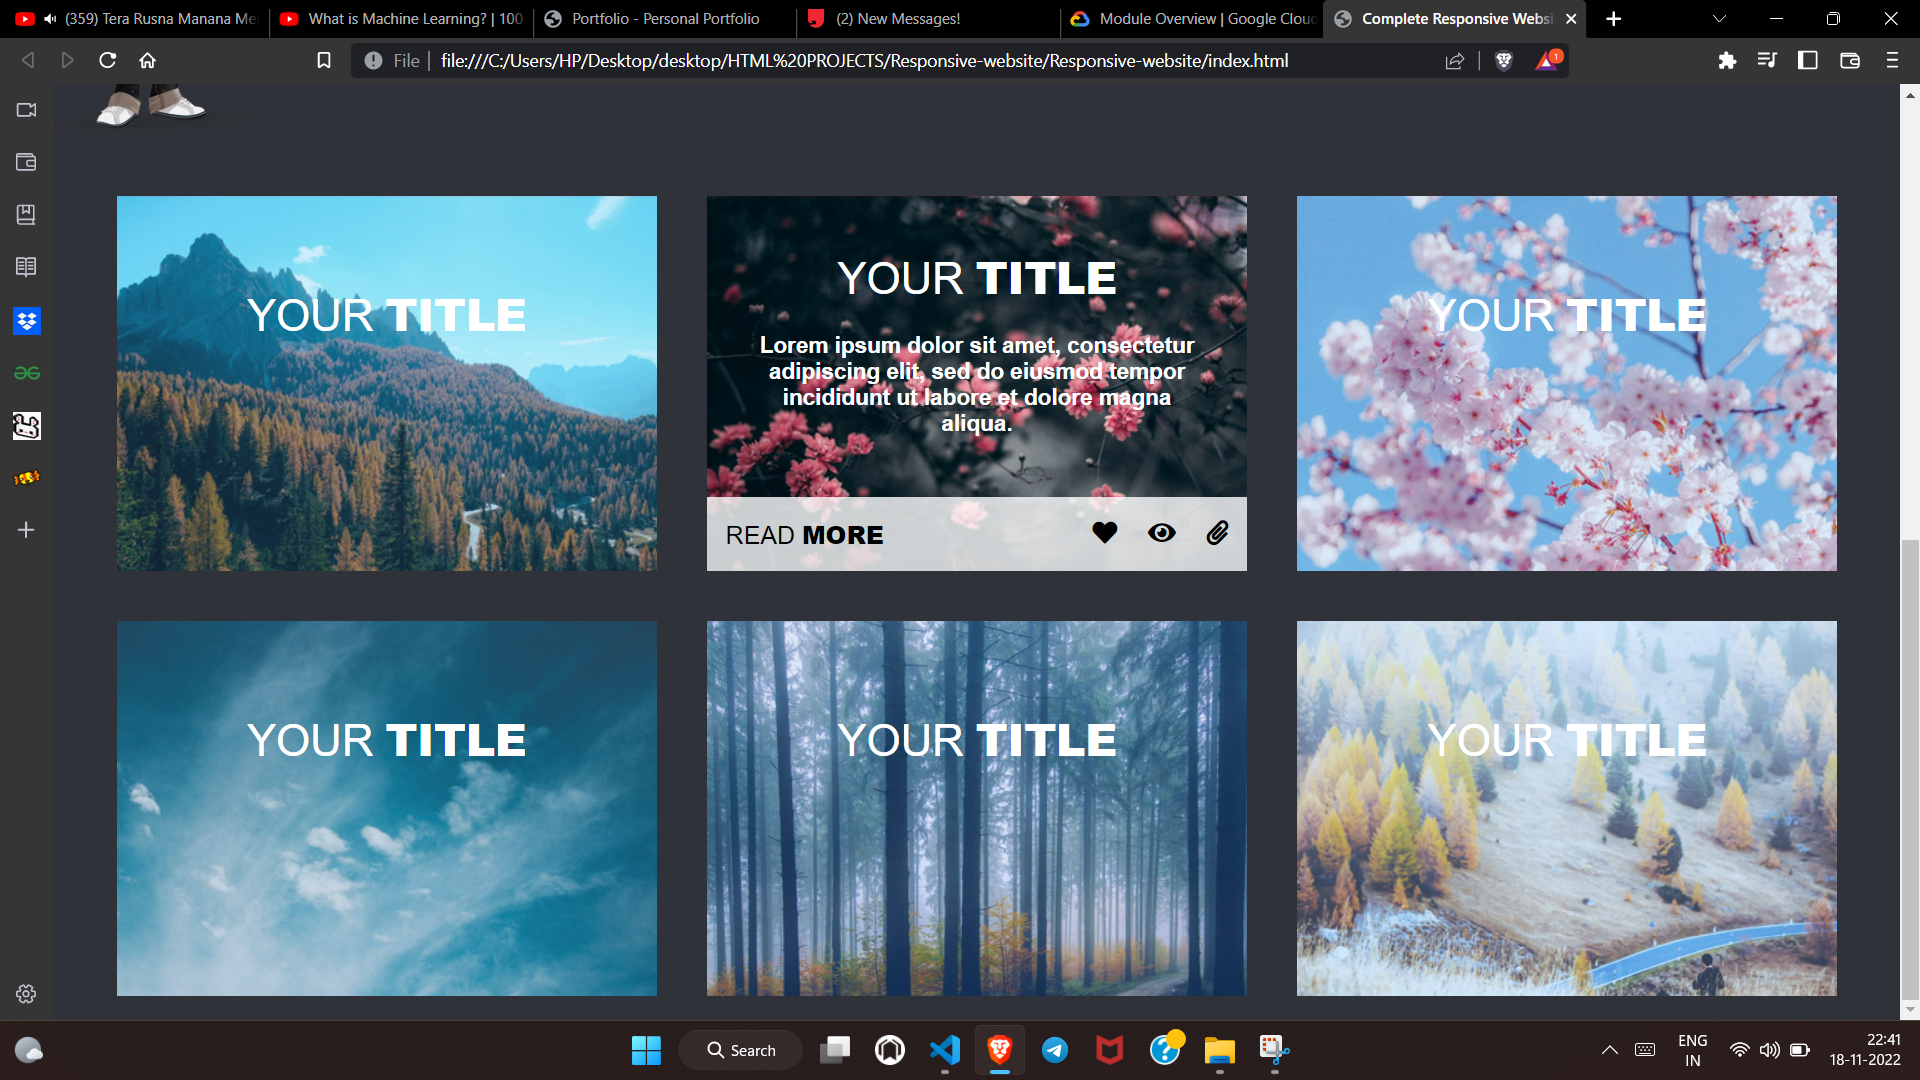 (359) Tera Rusna Manana Me
What is Machine Learning? | 100
Portfolio - Personal Portfolio
(2) New Messages!
Module Overview | Google Cloud
Complete Responsive Websi
File
file:///C:/Users/HP/Desktop/desktop/HTML%20PROJECTS/Responsive-website/Responsive-website/index.html
1
YOUR TITLE
YOUR TITLE
Lorem ipsum dolor sit amet, consectetur
adipiscing elit, sed do eiusmod tempor
incididunt ut labore et dolore magna
aliqua.
READ MORE
YOUR TITLE
YOUR TITLE
YOUR TITLE
YOUR TITLE
Search
ENG
IN
22:41
18-11-2022